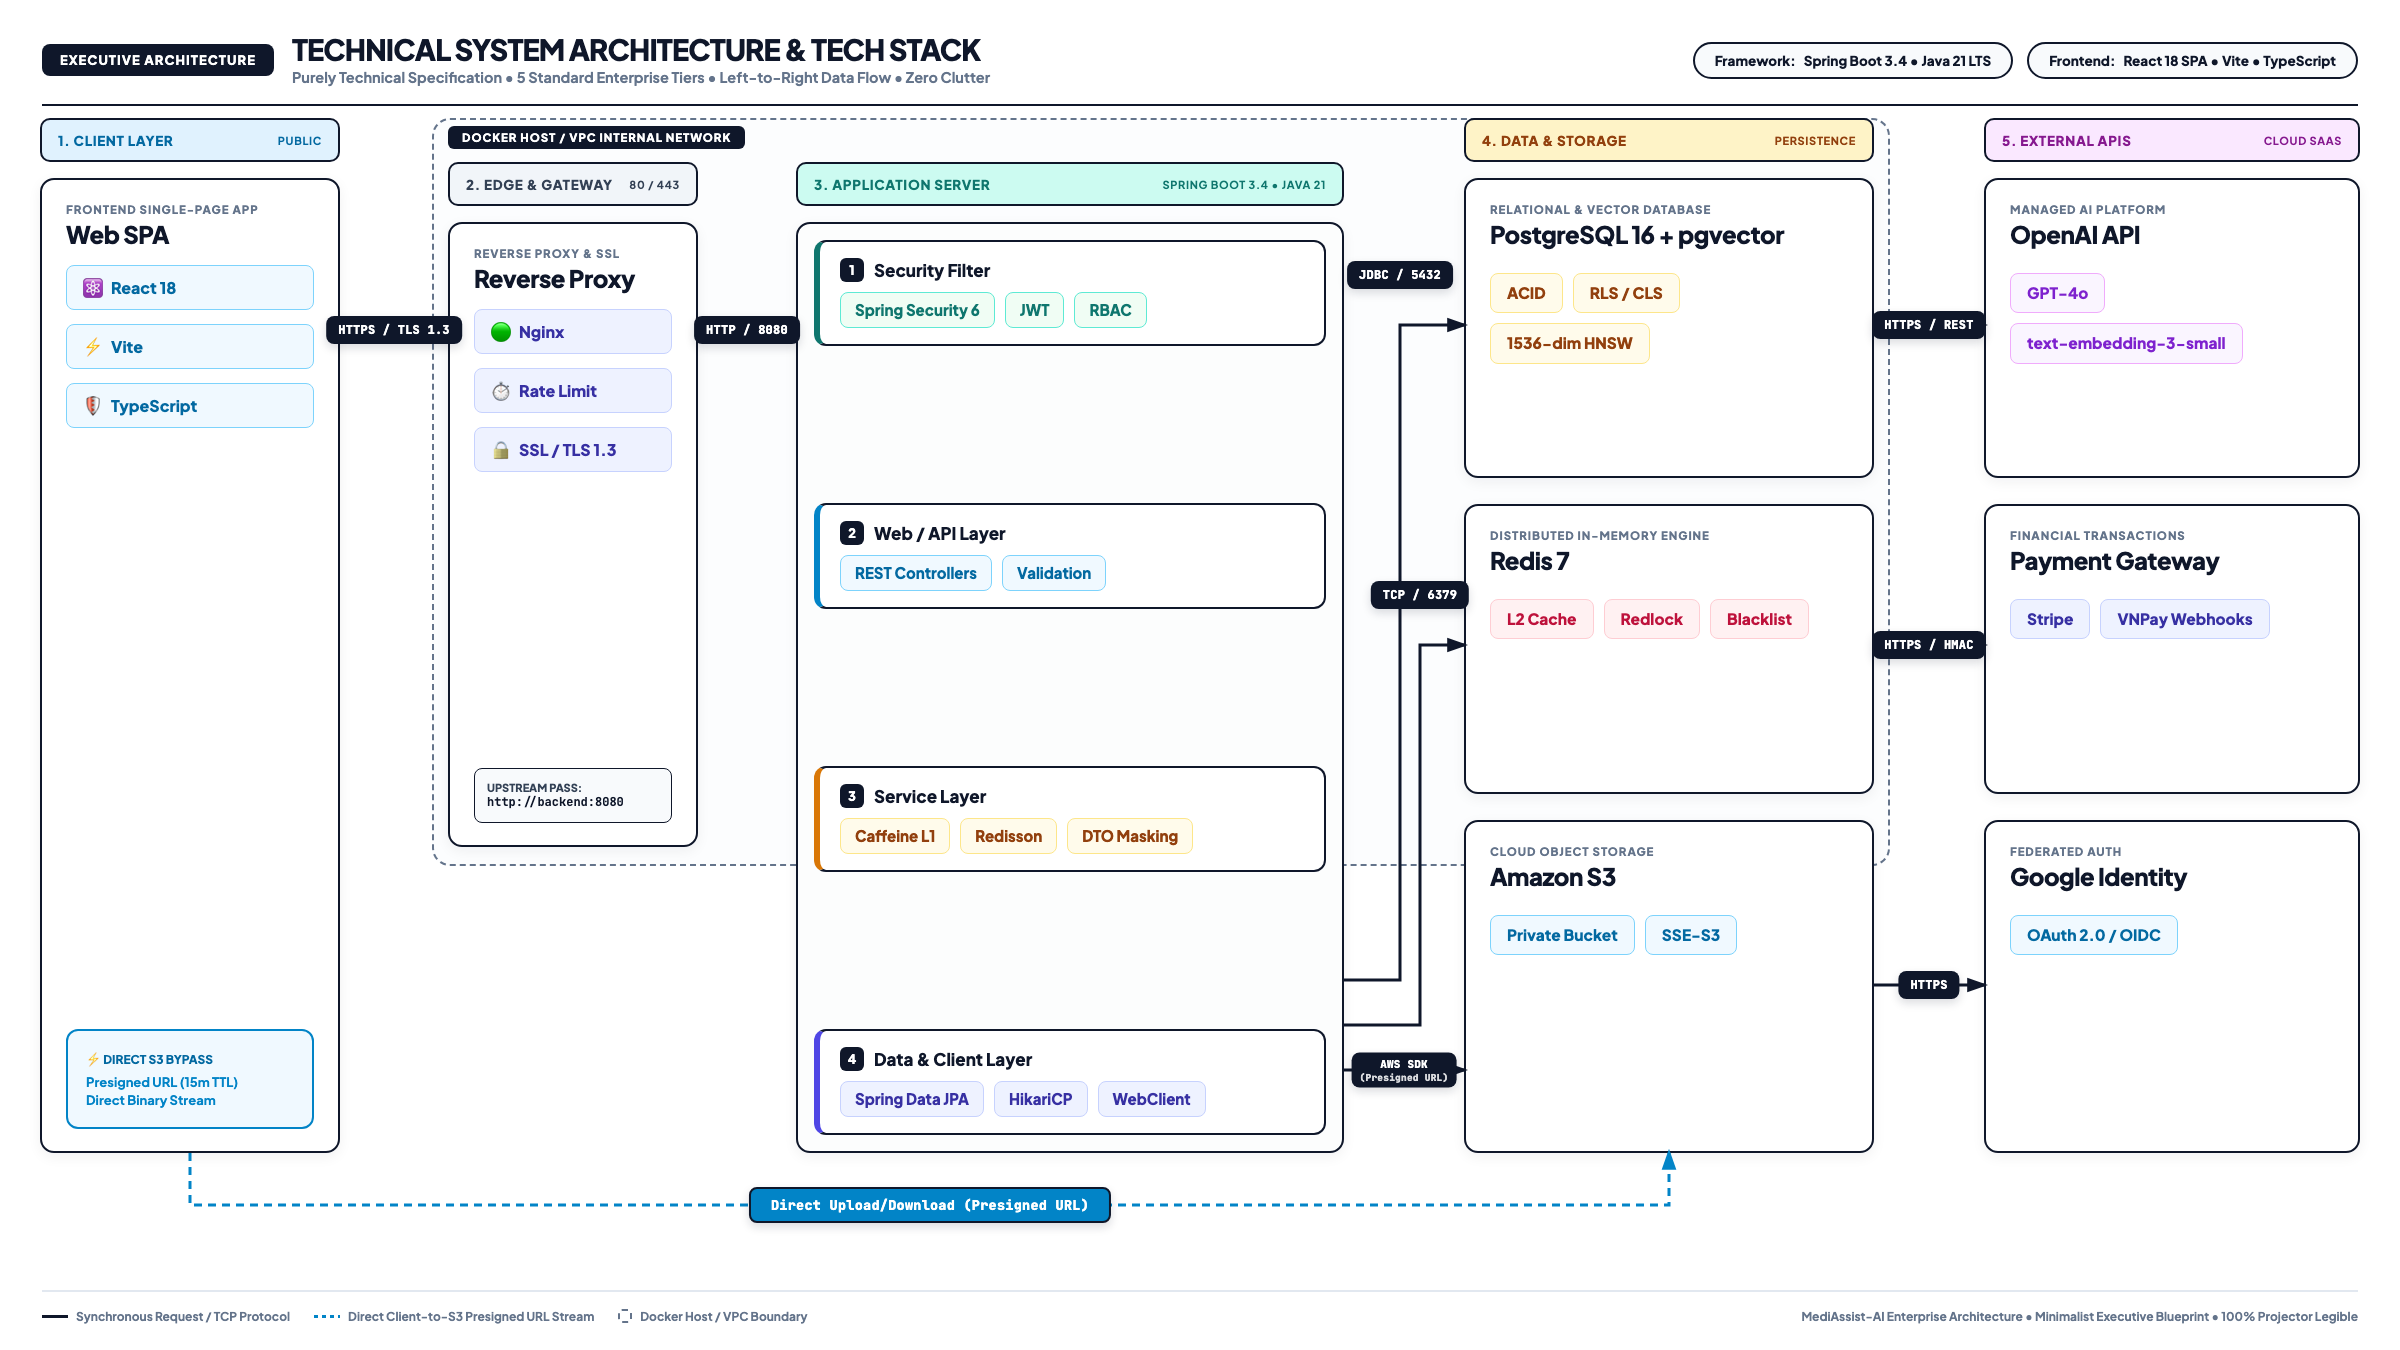 EXECUTIVE ARCHITECTURE
TECHNICAL SYSTEM ARCHITECTURE & TECH STACK
Purely Technical Specification • 5 Standard Enterprise Tiers • Left-to-Right Data Flow • Zero Clutter
Framework: Spring Boot 3.4 • Java 21 LTS
Frontend: React 18 SPA • Vite • TypeScript
1. CLIENT LAYER
PUBLIC
FRONTEND SINGLE-PAGE APP
Web SPA
React 18
Vite
TypeScript
DIRECT S3 BYPASS
Presigned URL (15m TTL)
Direct Binary Stream
HTTPS / TLS 1.3
DOCKER HOST / VPC INTERNAL NETWORK
2. EDGE & GATEWAY
80 / 443
REVERSE PROXY & SSL
Reverse Proxy
Nginx
Rate Limit
SSL / TLS 1.3
UPSTREAM PASS:
http://backend:8080
HTTP / 8080
3. APPLICATION SERVER
SPRING BOOT 3.4 • JAVA 21
1 Security Filter
Spring Security 6
JWT
RBAC
2 Web / API Layer
REST Controllers
Validation
3 Service Layer
Caffeine L1
Redisson
DTO Masking
4 Data & Client Layer
Spring Data JPA
HikariCP
WebClient
JDBC / 5432
TCP / 6379
AWS SDK
(Presigned URL)
4. DATA & STORAGE
PERSISTENCE
RELATIONAL & VECTOR DATABASE
PostgreSQL 16 + pgvector
ACID
RLS / CLS
1536-dim HNSW
DISTRIBUTED IN-MEMORY ENGINE
Redis 7
L2 Cache
Redlock
Blacklist
CLOUD OBJECT STORAGE
Amazon S3
Private Bucket
SSE-S3
HTTPS / REST
HTTPS / HMAC
HTTPS
5. EXTERNAL APIS
CLOUD SAAS
MANAGED AI PLATFORM
OpenAI API
GPT-4o
text-embedding-3-small
FINANCIAL TRANSACTIONS
Payment Gateway
Stripe
VNPay Webhooks
FEDERATED AUTH
Google Identity
OAuth 2.0 / OIDC
Direct Upload/Download (Presigned URL)
Synchronous Request / TCP Protocol
Direct Client-to-S3 Presigned URL Stream
Docker Host / VPC Boundary
MediAssist-AI Enterprise Architecture • Minimalist Executive Blueprint • 100% Projector Legible